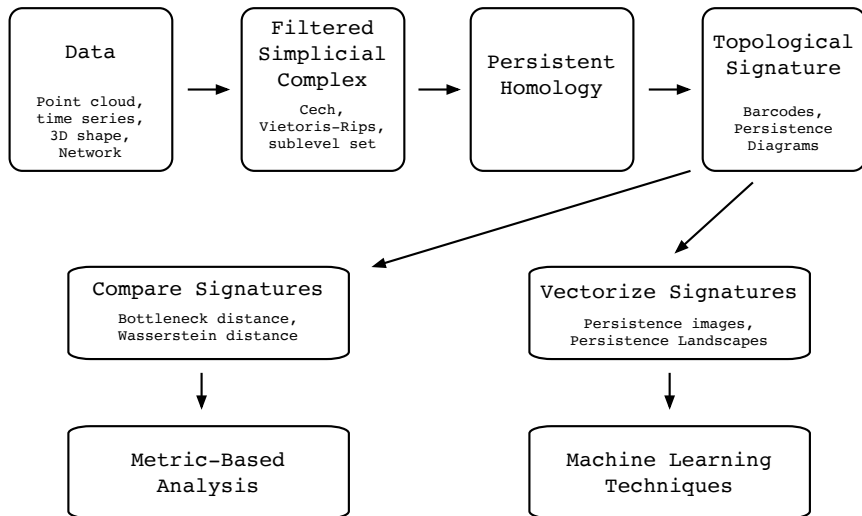 Data
Point cloud,
time series,
3D shape,
Network
Filtered
Simplicial
Complex
Cech,
Vietoris-Rips,
sublevel set
Persistent
Homology
Topological
Signature
Barcodes,
Persistence
Diagrams
Compare Signatures
Bottleneck distance,
Wasserstein distance
Vectorize Signatures
Persistence images,
Persistence Landscapes
Metric-Based
Analysis
Machine Learning
Techniques